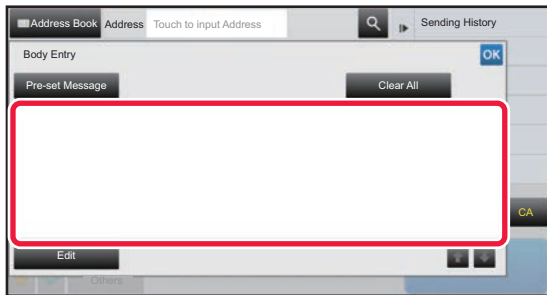 Address Book Address Touch to input Address Sending History
Body Entry OK
Pre-set Message Clear All
CA
Edit
Others